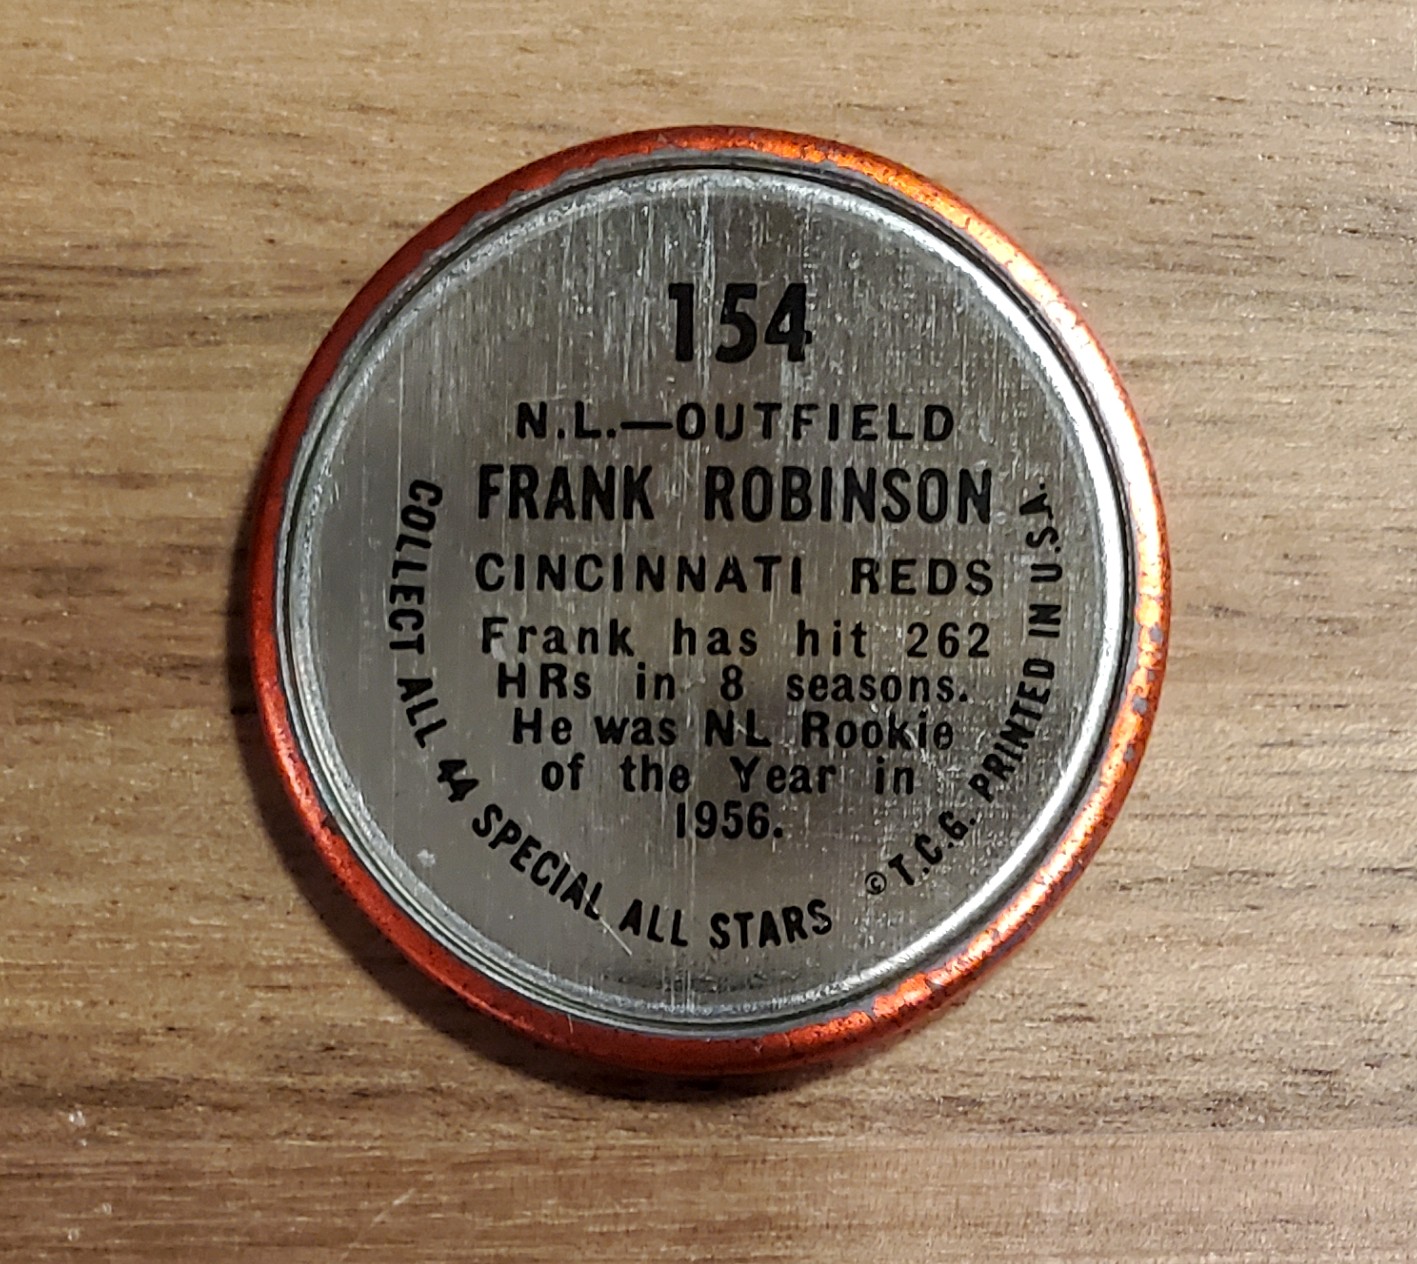 154
N.L.—OUTFIELD
FRANK ROBINSON
CINCINNATI REDS
Frank has hit 262
HRs in 8 seasons.
He was NL Rookie
of the Year in
1956.
COLLECT ALL 44 SPECIAL ALL STARS
© T.C.G. PRINTED IN U.S.A.